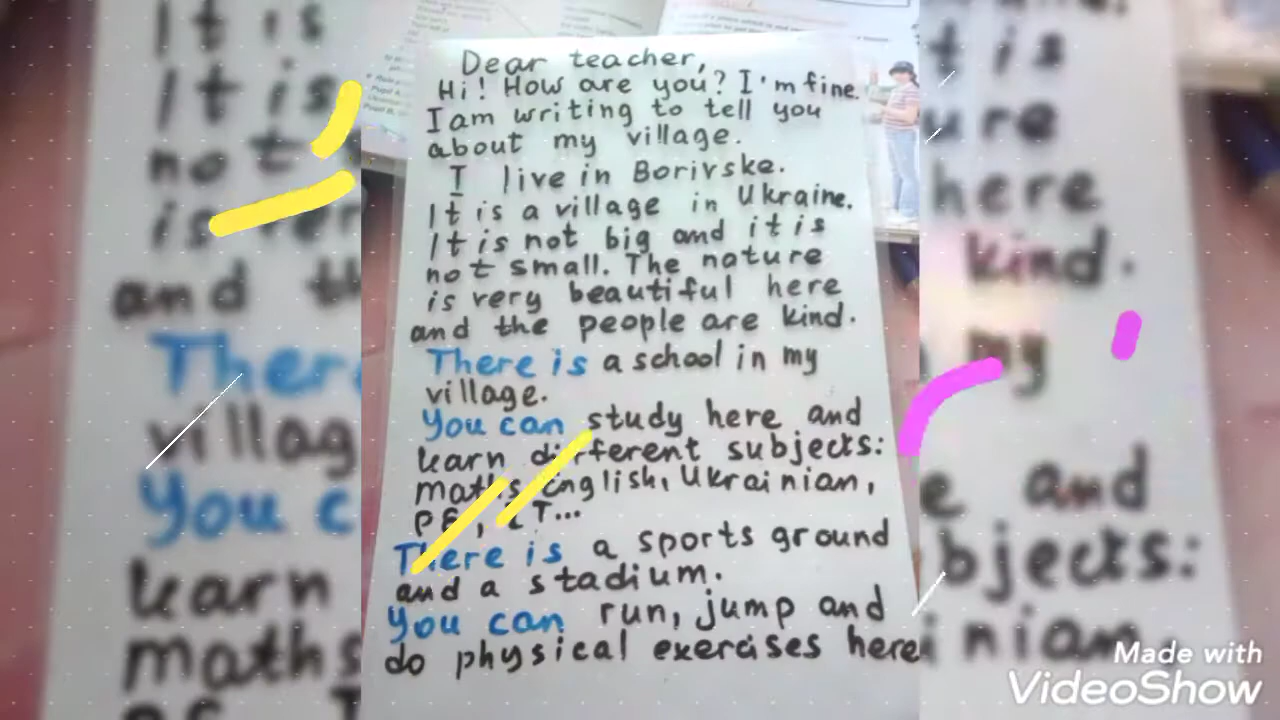 Dear teacher,
Hi! How are you? I'm fine.
I am writing to tell you
about my village.
I live in Borivske.
It is a village in Ukraine.
It is not big and it is
not small. The nature
is very beautiful here
and the people are kind.
There is a school in my
village.
You can study here and
learn different subjects:
maths English, Ukrainian,
PE, IT...
There is a sports ground
and a stadium.
You can run, jump and
do physical exercises here
Made with
VideoShow